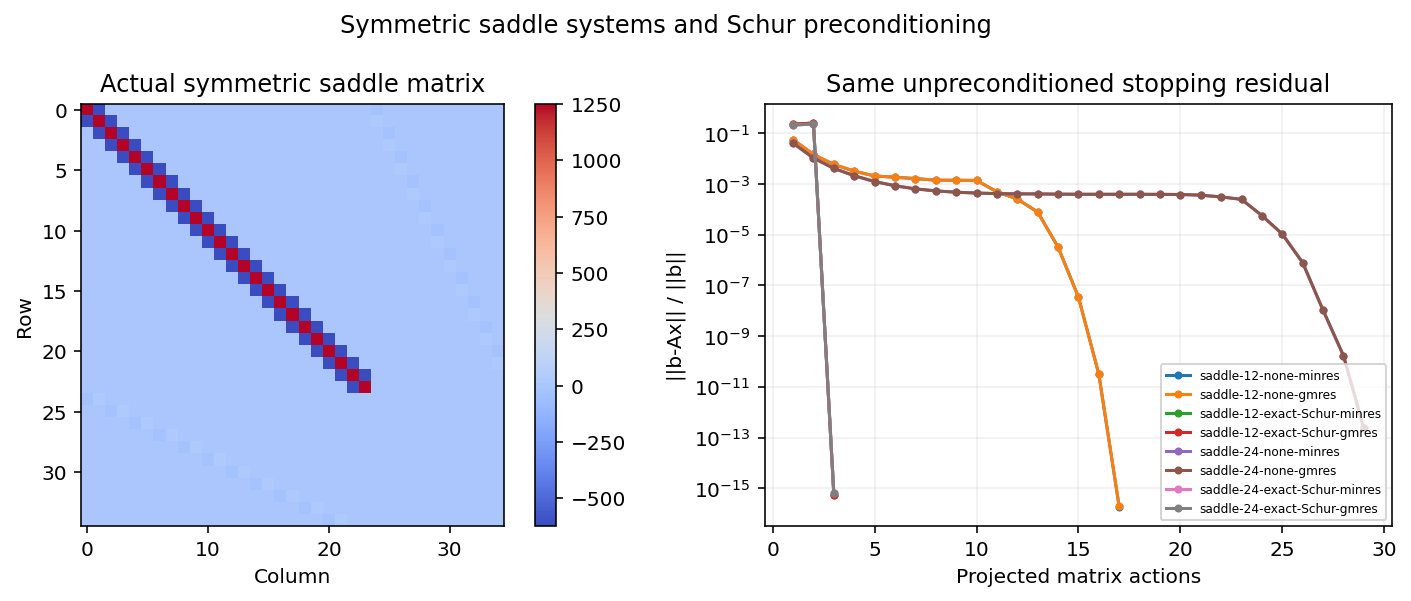 Symmetric saddle systems and Schur preconditioning
Actual symmetric saddle matrix
0
5
10
15
20
25
30
Row
0
10
20
30
Column
1250
1000
750
500
250
0
−250
−500
Same unpreconditioned stopping residual
10⁻¹
10⁻³
10⁻⁵
10⁻⁷
10⁻⁹
10⁻¹¹
10⁻¹³
10⁻¹⁵
||b-Ax|| / ||b||
0
5
10
15
20
25
30
Projected matrix actions
saddle-12-none-minres
saddle-12-none-gmres
saddle-12-exact-Schur-minres
saddle-12-exact-Schur-gmres
saddle-24-none-minres
saddle-24-none-gmres
saddle-24-exact-Schur-minres
saddle-24-exact-Schur-gmres